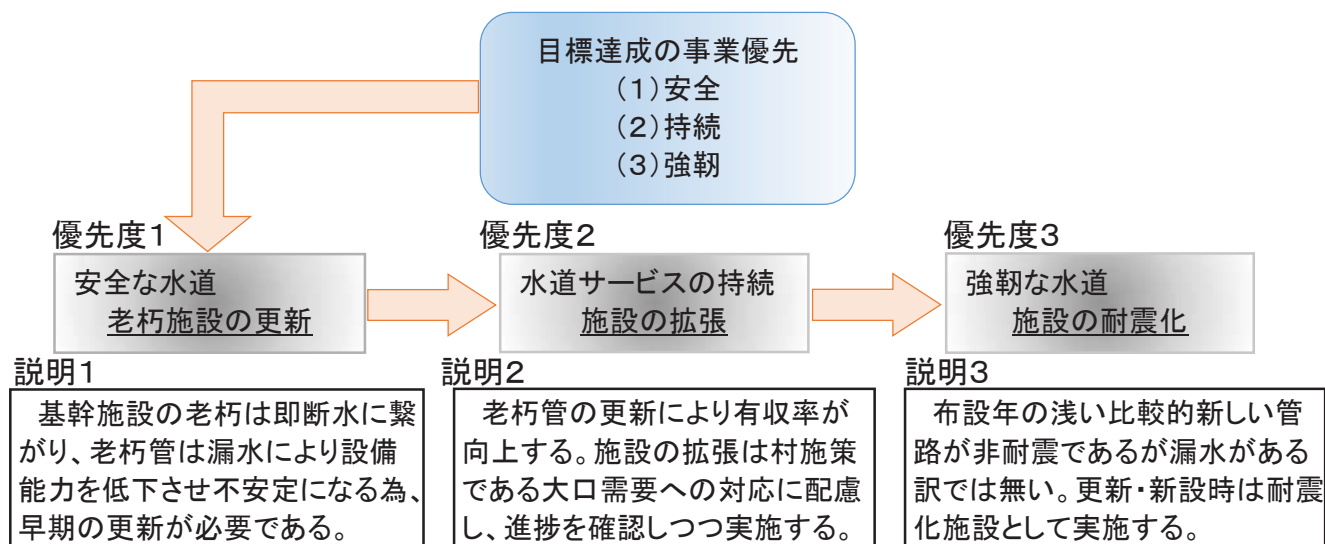 目標達成の事業優先
（１）安全
（２）持続
（３）強靭
優先度１
安全な水道
老朽施設の更新
説明１
基幹施設の老朽は即断水に繋
がり、老朽管は漏水により設備
能力を低下させ不安定になる為、
早期の更新が必要である。
優先度２
水道サービスの持続
施設の拡張
説明２
老朽管の更新により有収率が
向上する。施設の拡張は村施策
である大口需要への対応に配慮
し、進捗を確認しつつ実施する。
優先度３
強靭な水道
施設の耐震化
説明３
布設年の浅い比較的新しい管
路が非耐震であるが漏水がある
訳では無い。更新・新設時は耐震
化施設として実施する。